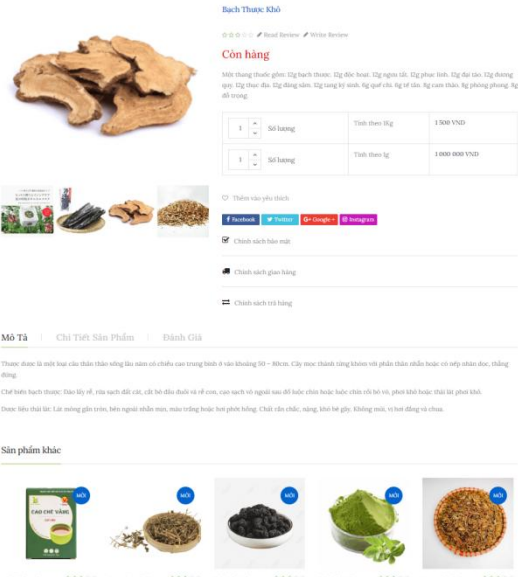 Bạch Thược Khô
Read Review Write Review
Còn hàng
Một thang thuốc gồm: 12g bạch thược, 12g độc hoạt, 12g ngưu tất, 12g phục linh, 12g đại táo, 12g đương
quy, 12g thục địa, 12g đảng sâm, 12g tang ký sinh, 6g quế chi, 8g tế tân, 8g cam thảo, 8g phòng phong, 8g
đỗ trọng.
1 Số lượng Tính theo 1Kg 1 500 VND
1 Số lượng Tính theo 1g 1 000 000 VND
Thêm vào yêu thích
Facebook Twitter Google + Instagram
Chính sách bảo mật
Chính sách giao hàng
Chính sách trả hàng
Mô Tả Chi Tiết Sản Phẩm Đánh Giá
Thược dược là một loại cây thân thảo sống lâu năm có chiều cao trung bình ở vào khoảng 50 – 80cm. Cây mọc thành từng khóm với phần thân nhẵn hoặc có nếp nhăn dọc, thẳng
đứng.
Chế biến bạch thược: Đào lấy rễ, rửa sạch đất cát, cắt bỏ đầu đuôi và rễ con, cạo sạch vỏ ngoài sau đó luộc chín hoặc luộc chín rồi bỏ vỏ, phơi khô hoặc thái lát phơi khô.
Dược liệu thái lát: Lát mỏng gần tròn, bên ngoài nhẵn mịn, màu trắng hoặc hơi phớt hồng. Chất rắn chắc, nặng, khó bẻ gãy. Không mùi, vị hơi đắng và chua.
Sản phẩm khác
MỚI MỚI MỚI MỚI MỚI
CAO CHÈ VẰNG